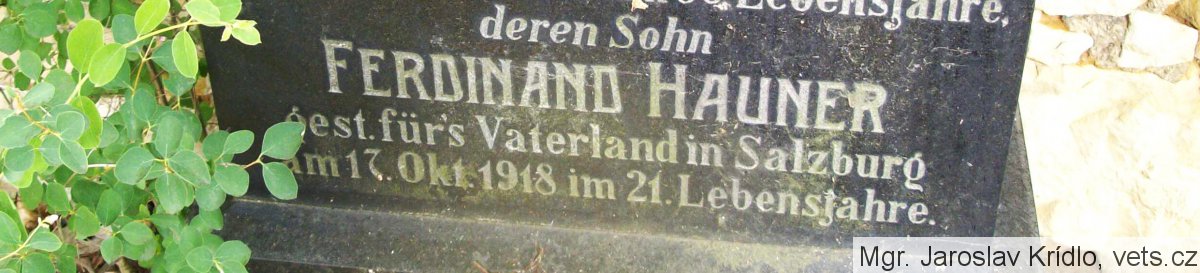 Lebensjahre,
deren Sohn
FERDINAND HAUNER
gest. für's Vaterland in Salzburg
am 17. Okt. 1918 im 21. Lebensjahre.
Mgr. Jaroslav Krídlo, vets.cz